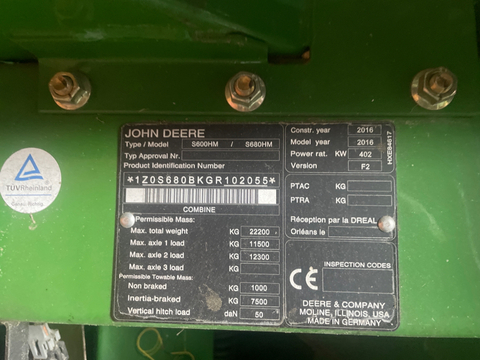 JOHN DEERE
Type / Model S600HM / S680HM
Typ Approval Nr.
Product Identification Number
*1Z0S680BKGR102055*
COMBINE
Permissible Mass:
Max. total weight KG 22200
Max. axle 1 load KG 11500
Max. axle 2 load KG 12300
Max. axle 3 load KG
Permissible Towable Mass:
Non braked KG 1000
Inertia-braked KG 7500
Vertical hitch load daN 50
Constr. year 2016
Model year 2016
Power rat. KW 402
Version F2
PTAC KG
PTRA KG
Réception par la DREAL
Orléans le
CE
INSPECTION CODES
DEERE & COMPANY
MOLINE, ILLINOIS, USA
MADE IN GERMANY
HXE94617
TÜVRheinland